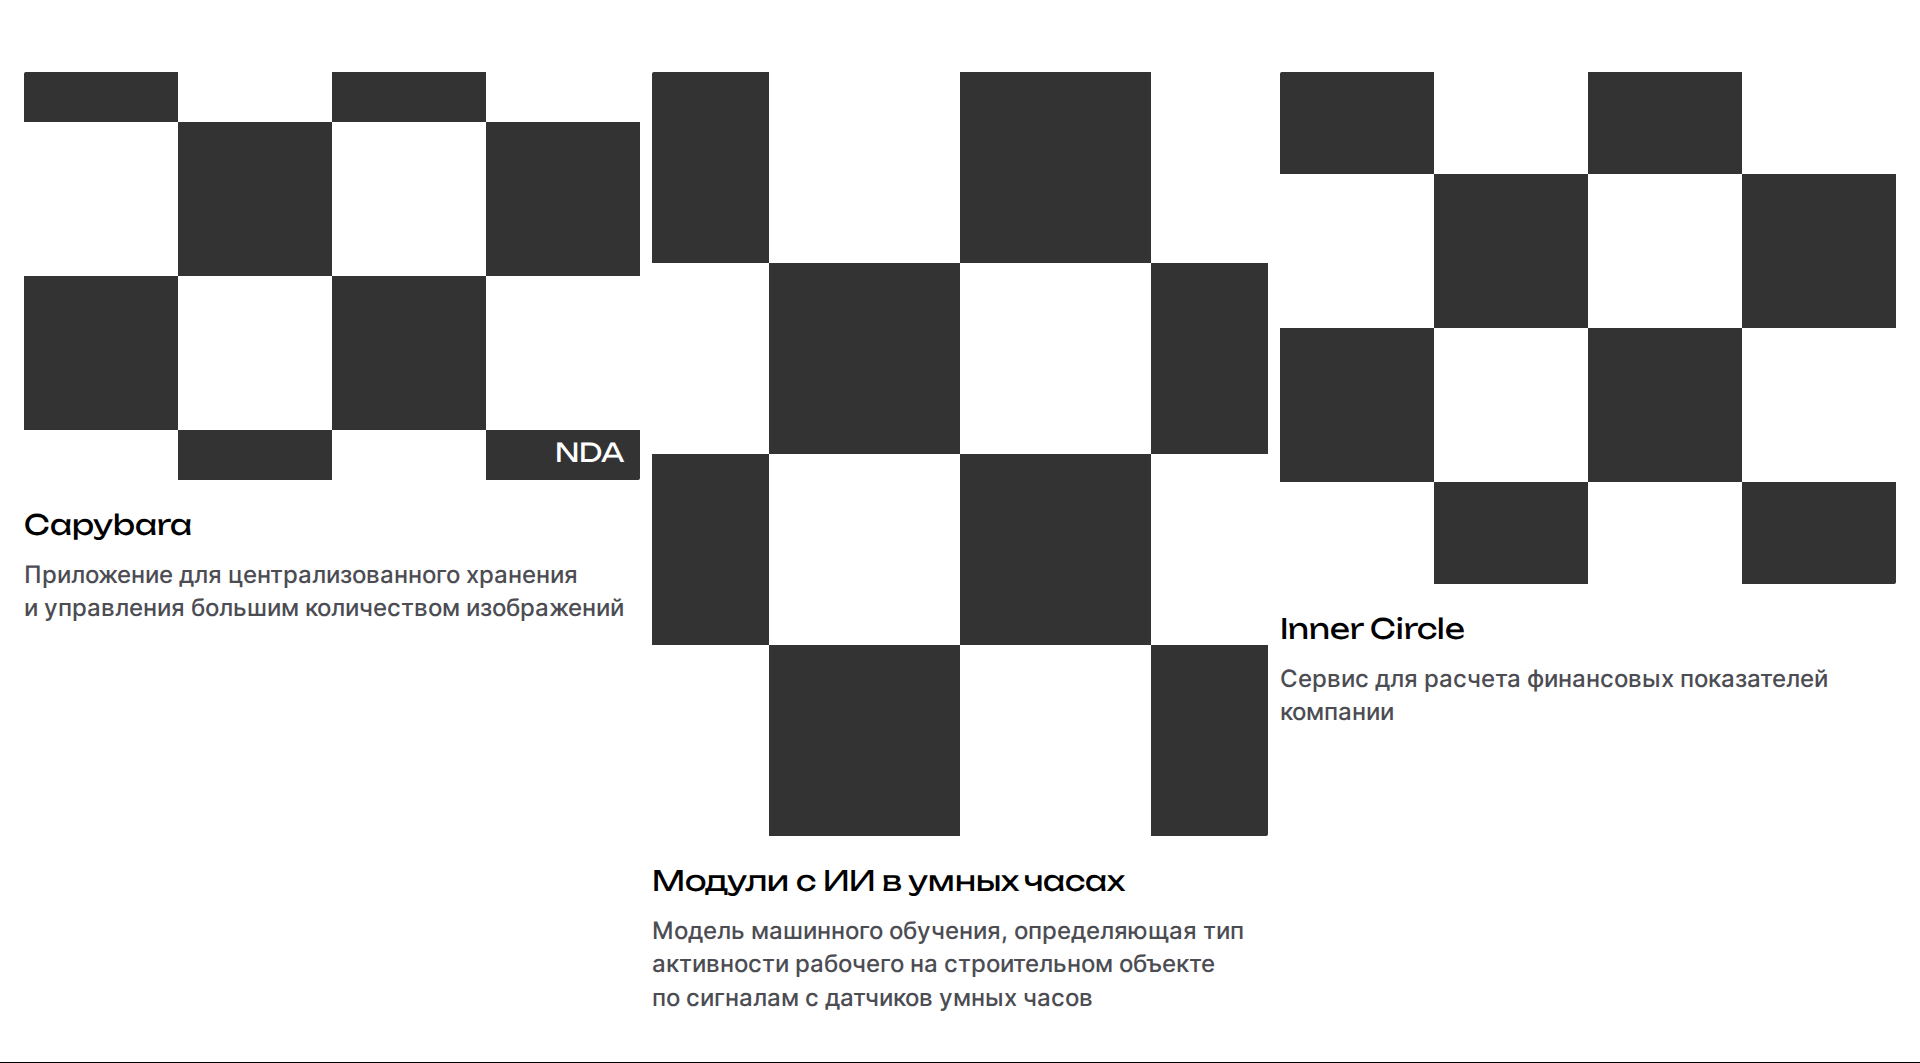 NDA
Capybara
Приложение для централизованного хранения
и управления большим количеством изображений
Модули с ИИ в умных часах
Модель машинного обучения, определяющая тип
активности рабочего на строительном объекте
по сигналам с датчиков умных часов
Inner Circle
Сервис для расчета финансовых показателей
компании